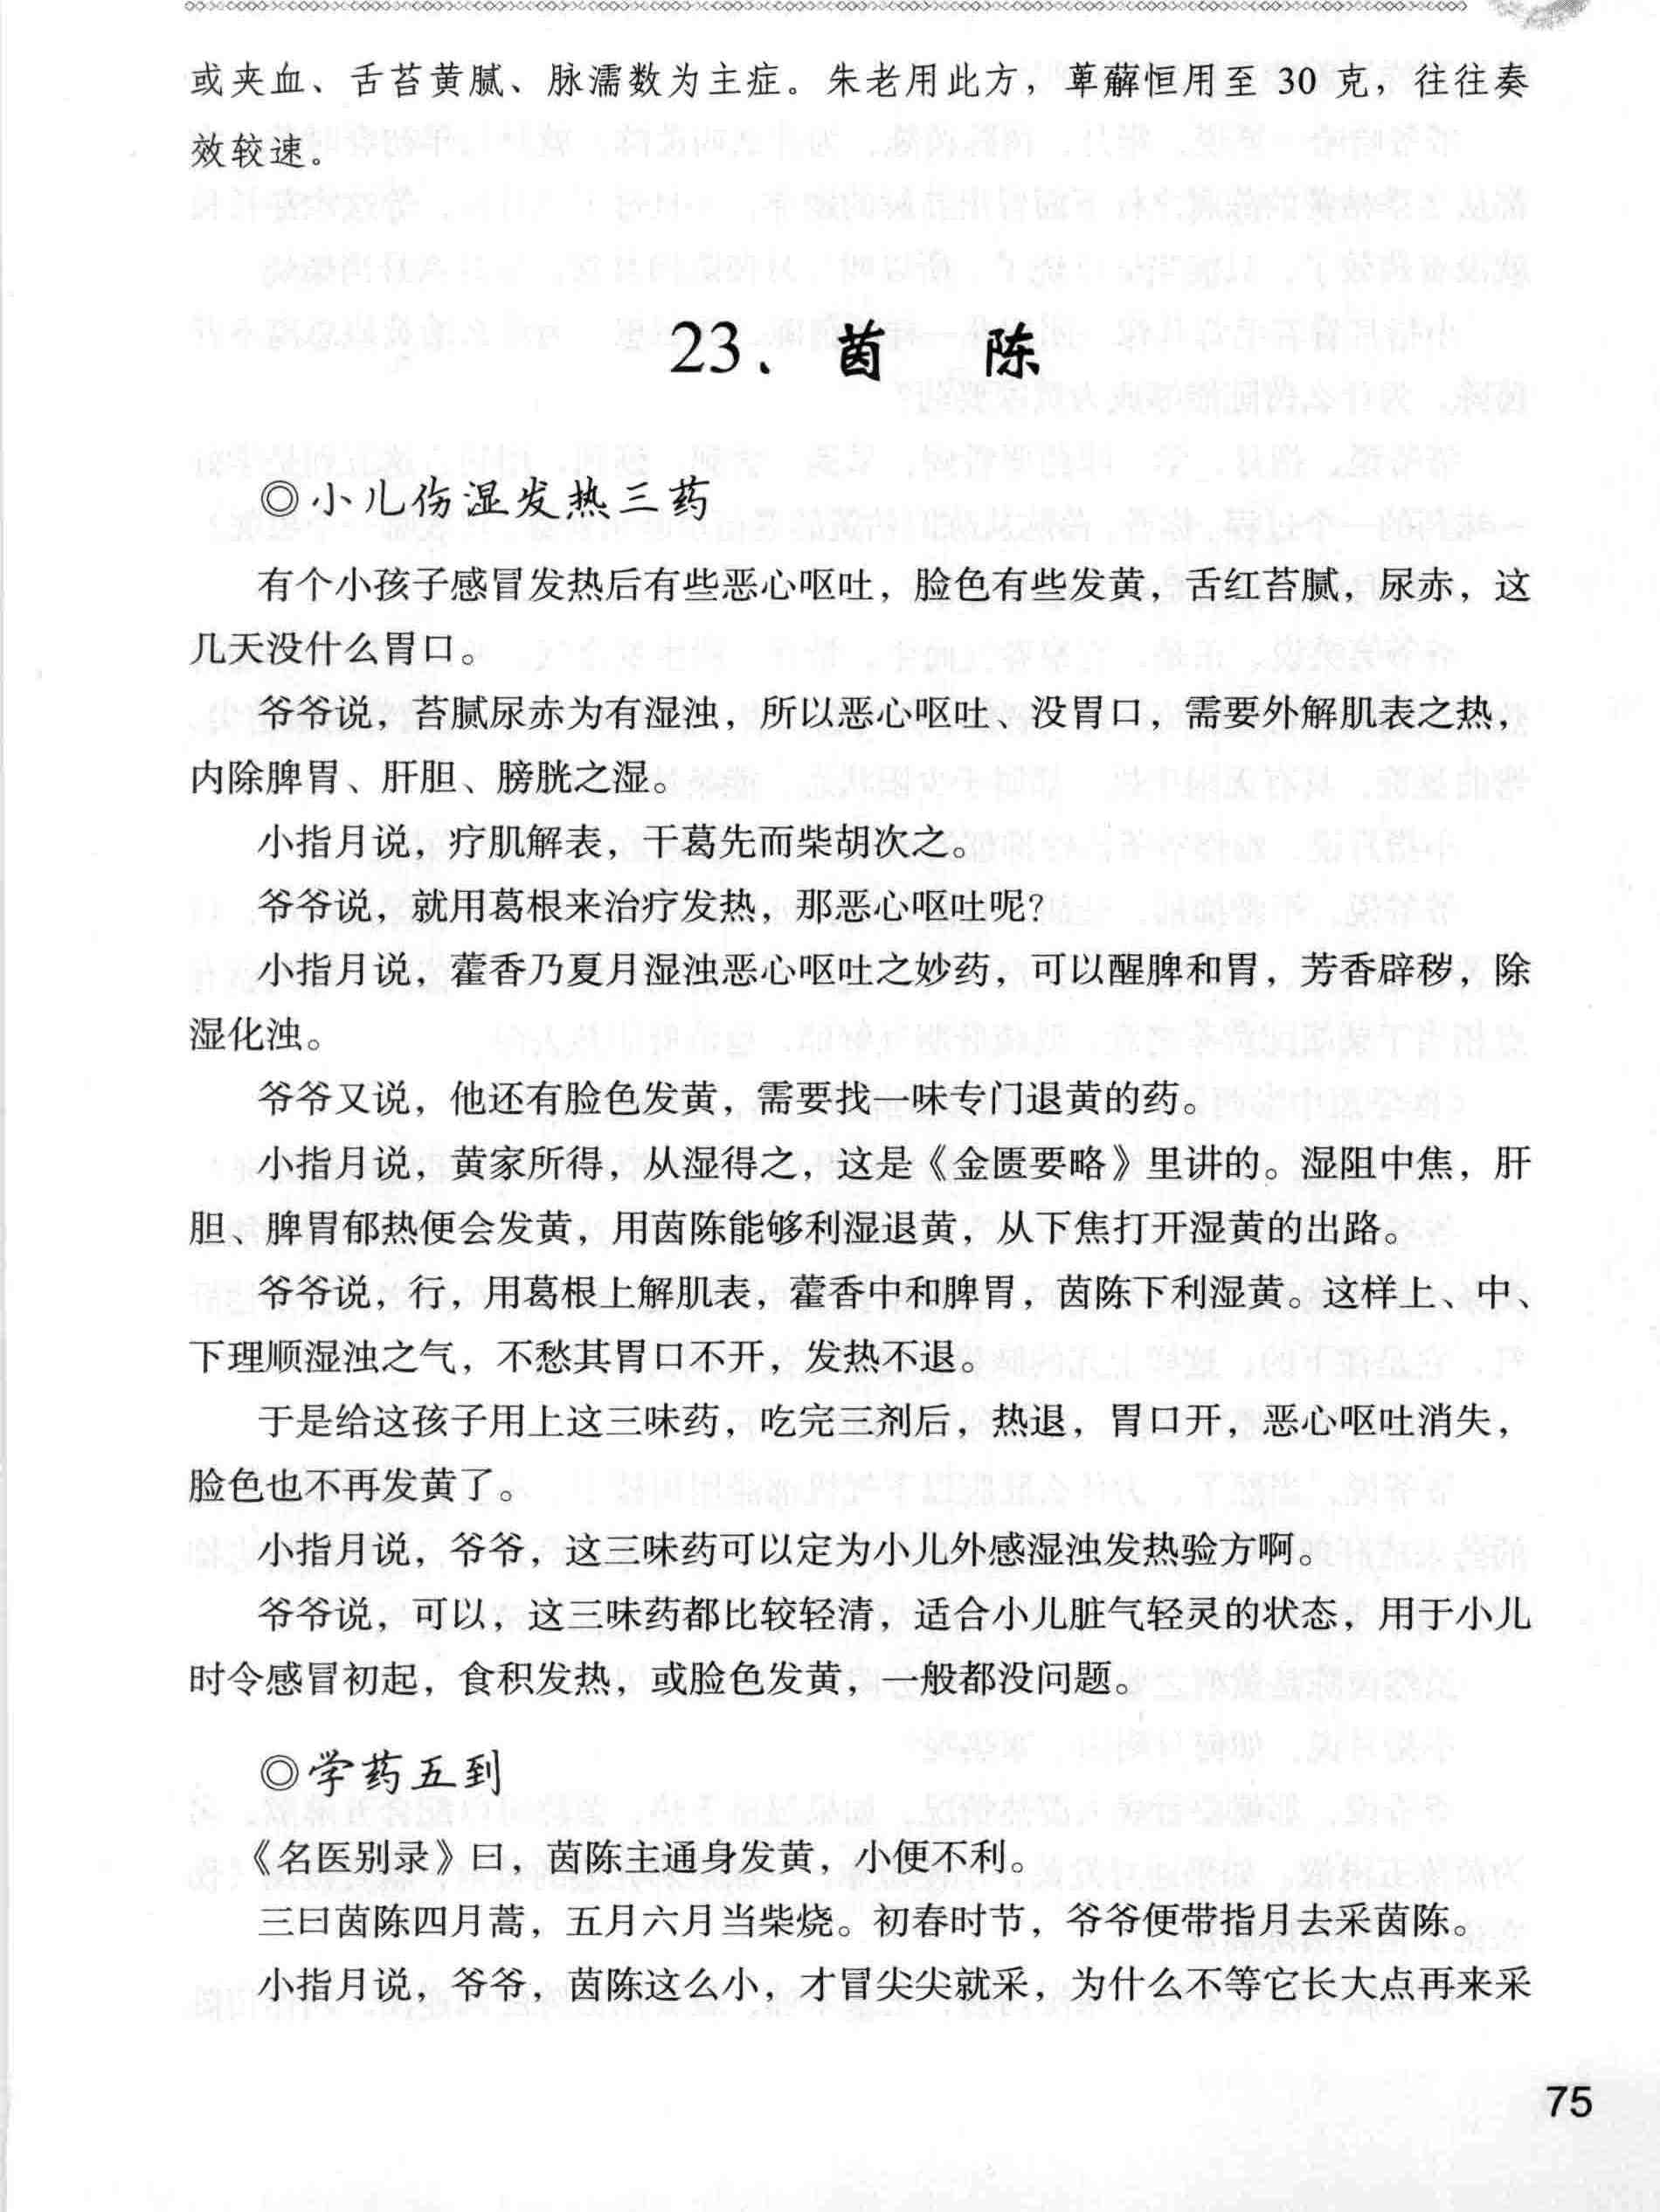 或夹血、舌苔黄腻、脉濡数为主症。朱老用此方，萆薢恒用至 30 克，往往奏
效较速。
23、茵 陈
◎小儿伤湿发热三药
有个小孩子感冒发热后有些恶心呕吐，脸色有些发黄，舌红苔腻，尿赤，这
几天没什么胃口。
爷爷说，苔腻尿赤为有湿浊，所以恶心呕吐、没胃口，需要外解肌表之热，
内除脾胃、肝胆、膀胱之湿。
小指月说，疗肌解表，干葛先而柴胡次之。
爷爷说，就用葛根来治疗发热，那恶心呕吐呢？
小指月说，藿香乃夏月湿浊恶心呕吐之妙药，可以醒脾和胃，芳香辟秽，除
湿化浊。
爷爷又说，他还有脸色发黄，需要找一味专门退黄的药。
小指月说，黄家所得，从湿得之，这是《金匮要略》里讲的。湿阻中焦，肝
胆、脾胃郁热便会发黄，用茵陈能够利湿退黄，从下焦打开湿黄的出路。
爷爷说，行，用葛根上解肌表，藿香中和脾胃，茵陈下利湿黄。这样上、中、
下理顺湿浊之气，不愁其胃口不开，发热不退。
于是给这孩子用上这三味药，吃完三剂后，热退，胃口开，恶心呕吐消失，
脸色也不再发黄了。
小指月说，爷爷，这三味药可以定为小儿外感湿浊发热验方啊。
爷爷说，可以，这三味药都比较轻清，适合小儿脏气轻灵的状态，用于小儿
时令感冒初起，食积发热，或脸色发黄，一般都没问题。
◎学药五到
《名医别录》曰，茵陈主通身发黄，小便不利。
三曰茵陈四月蒿，五月六月当柴烧。初春时节，爷爷便带指月去采茵陈。
小指月说，爷爷，茵陈这么小，才冒尖尖就采，为什么不等它长大点再来采
75